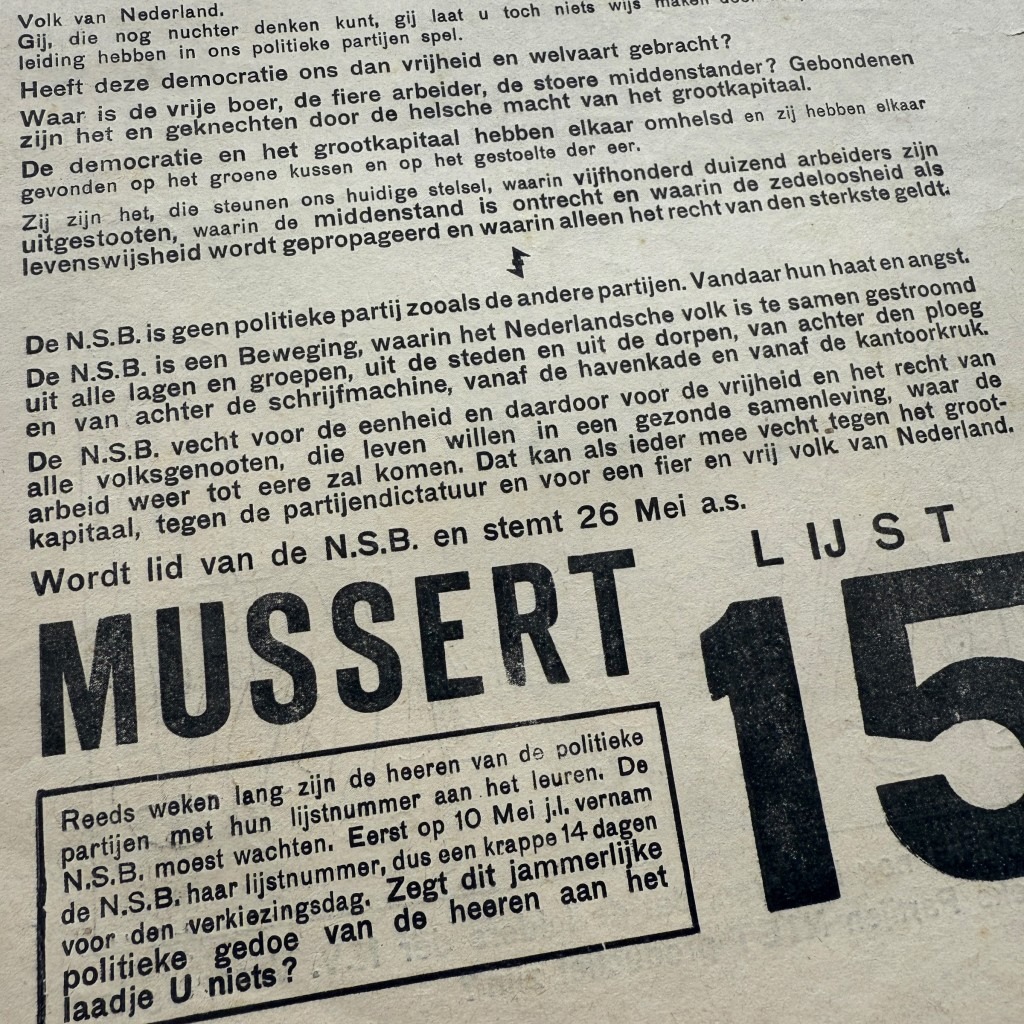 Volk van Nederland.
Gij, die nog nuchter denken kunt, gij laat u toch niets wijs maken
leiding hebben in ons politieke partijen spel.
Heeft deze democratie ons dan vrijheid en welvaart gebracht?
Waar is de vrije boer, de fiere arbeider, de stoere middenstander? Gebondenen
zijn het en geknechten door de helsche macht van het grootkapitaal.
De democratie en het grootkapitaal hebben elkaar omhelsd en zij hebben elkaar
gevonden op het groene kussen en op het gestoelte der eer.
Zij zijn het, die steunen ons huidige stelsel, waarin vijfhonderd duizend arbeiders zijn
uitgestooten, waarin de middenstand is ontrecht en waarin de zedeloosheid als
levenswijsheid wordt gepropageerd en waarin alleen het recht van den sterkste geldt.
De N.S.B. is geen politieke partij zooals de andere partijen. Vandaar hun haat en angst.
De N.S.B. is een Beweging, waarin het Nederlandsche volk is te samen gestroomd
uit alle lagen en groepen, uit de steden en uit de dorpen, van achter den ploeg
en van achter de schrijfmachine, vanaf de havenkade en vanaf de kantoorkruk.
De N.S.B. vecht voor de eenheid en daardoor voor de vrijheid en het recht van
alle volksgenooten, die leven willen in een gezonde samenleving, waar de
arbeid weer tot eere zal komen. Dat kan als ieder mee vecht tegen het groot-
kapitaal, tegen de partijendictatuur en voor een fier en vrij volk van Nederland.
Wordt lid van de N.S.B. en stemt 26 Mei a.s.
MUSSERT
LIJST
15
Reeds weken lang zijn de heeren van de politieke
partijen met hun lijstnummer aan het leuren. De
N.S.B. moest wachten. Eerst op 10 Mei j.l. vernam
de N.S.B. haar lijstnummer, dus een krappe 14 dagen
voor den verkiezingsdag. Zegt dit jammerlijke
politieke gedoe van de heeren aan het
laadje U niets?